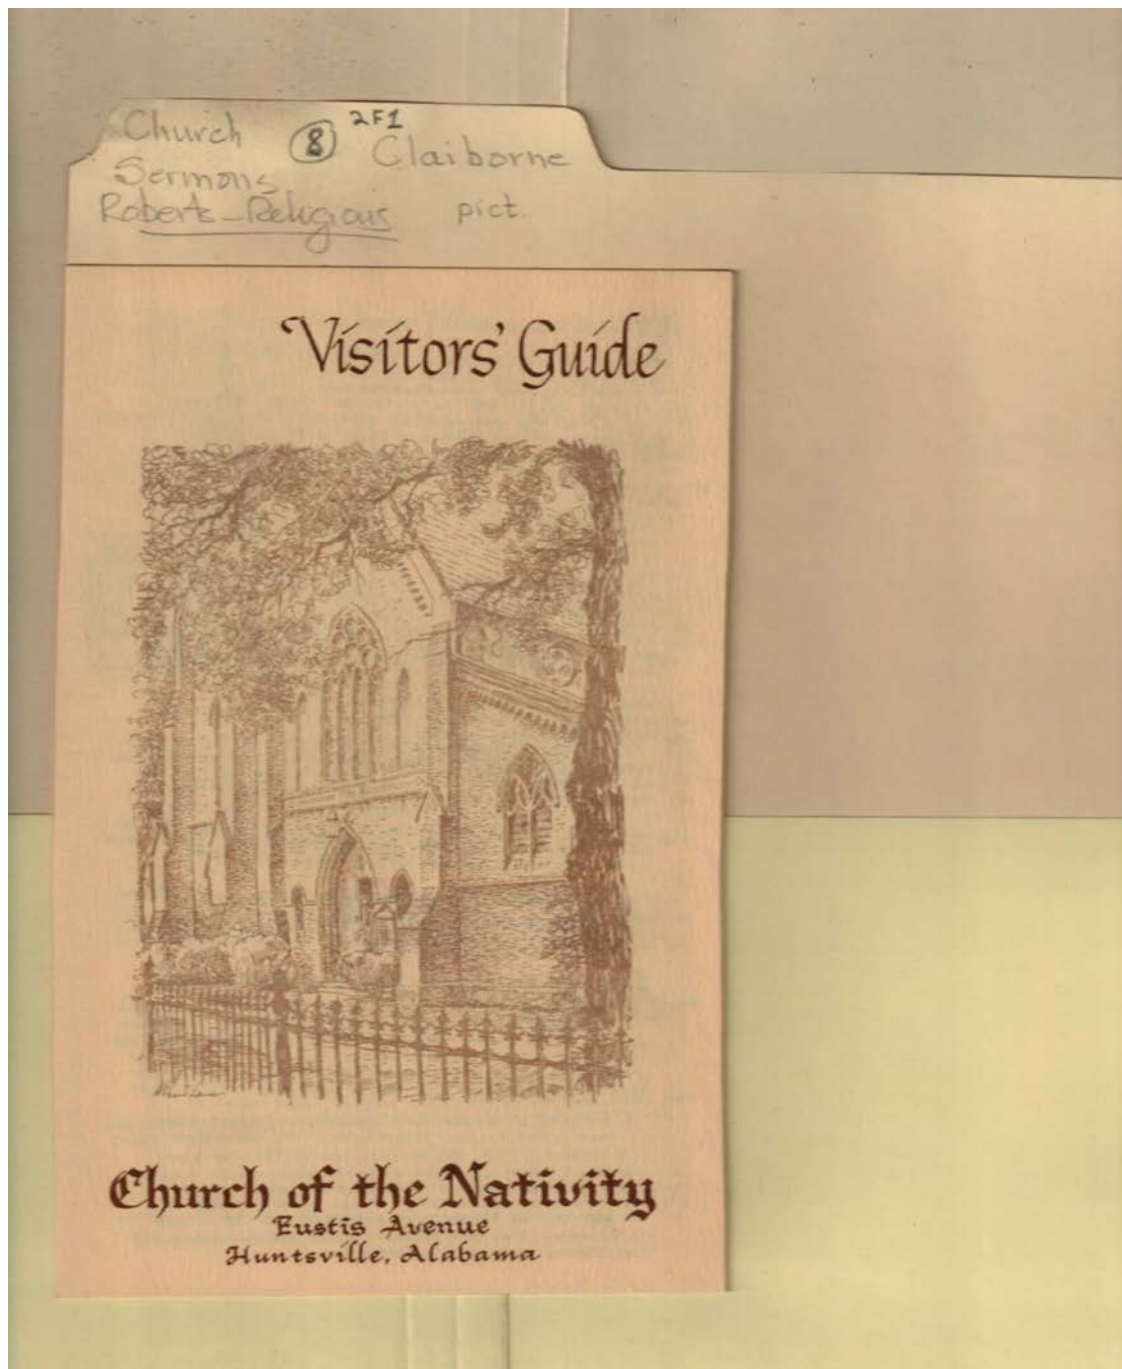 Church ⑧ 2F1 Claiborne
Sermons
Roberts-Religious pict.
Visitors' Guide
Church of the Nativity
Eustis Avenue
Huntsville, Alabama